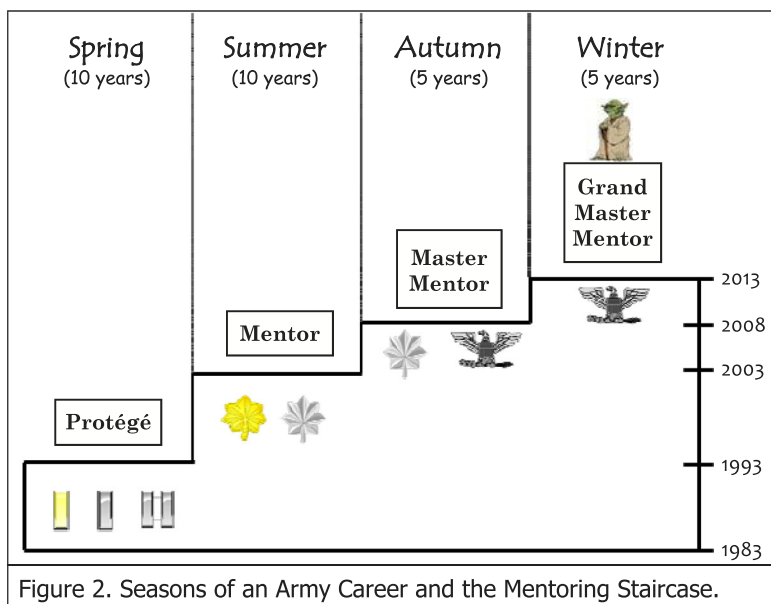 Spring
(10 years)
Summer
(10 years)
Autumn
(5 years)
Winter
(5 years)
Grand
Master
Mentor
Master
Mentor
Mentor
Protégé
2013
2008
2003
1993
1983
Figure 2. Seasons of an Army Career and the Mentoring Staircase.